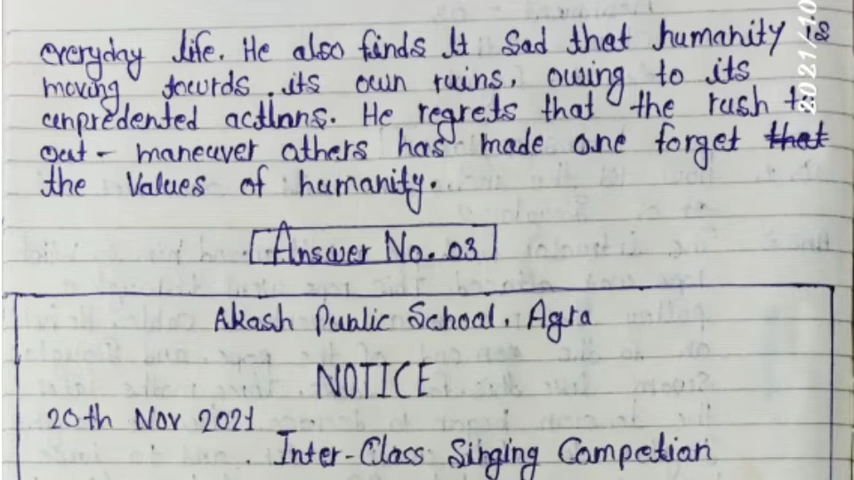 everyday life. He also finds It Sad that humanity is
moving towrds its own ruins, owing to its
unpredented actions. He regrets that the rush to
out - maneuver others has made one forget that
the Values of humanity.
Answer No. 03
Akash Public School, Agra
NOTICE
20th Nov 2021
Inter-Class Singing Competion
2021/10